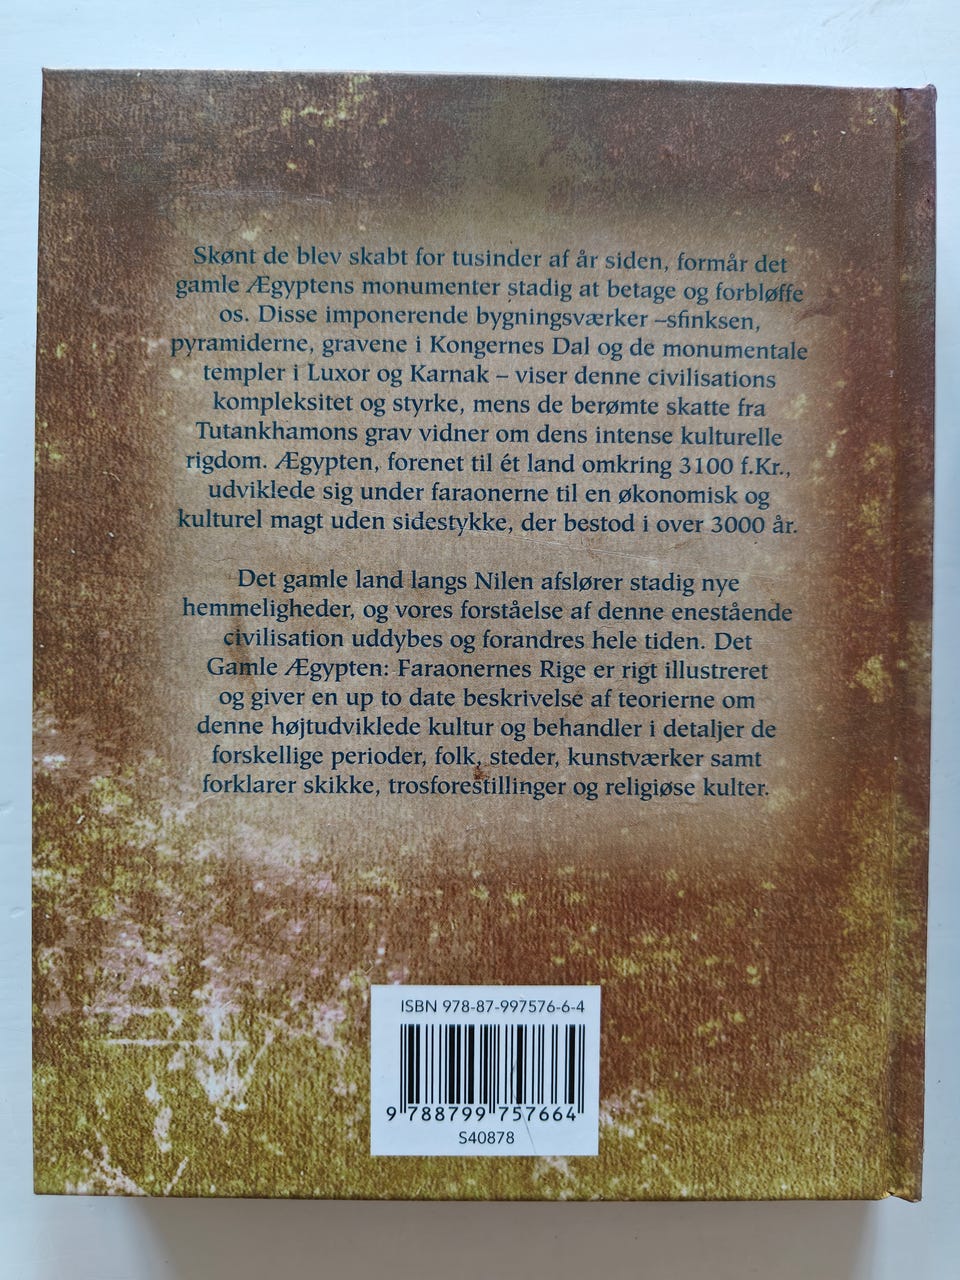 Skønt de blev skabt for tusinder af år siden, formår det
gamle Ægyptens monumenter stadig at betage og forbløffe
os. Disse imponerende bygningsværker –sfinksen,
pyramiderne, gravene i Kongernes Dal og de monumentale
templer i Luxor og Karnak – viser denne civilisations
kompleksitet og styrke, mens de berømte skatte fra
Tutankhamons grav vidner om dens intense kulturelle
rigdom. Ægypten, forenet til ét land omkring 3100 f.Kr.,
udviklede sig under faraonerne til en økonomisk og
kulturel magt uden sidestykke, der bestod i over 3000 år.
Det gamle land langs Nilen afslører stadig nye
hemmeligheder, og vores forståelse af denne enestående
civilisation uddybes og forandres hele tiden. Det
Gamle Ægypten: Faraonernes Rige er rigt illustreret
og giver en up to date beskrivelse af teorierne om
denne højtudviklede kultur og behandler i detaljer de
forskellige perioder, folk, steder, kunstværker samt
forklarer skikke, trosforestillinger og religiøse kulter.
ISBN 978-87-997576-6-4
9 788799 757664
S40878